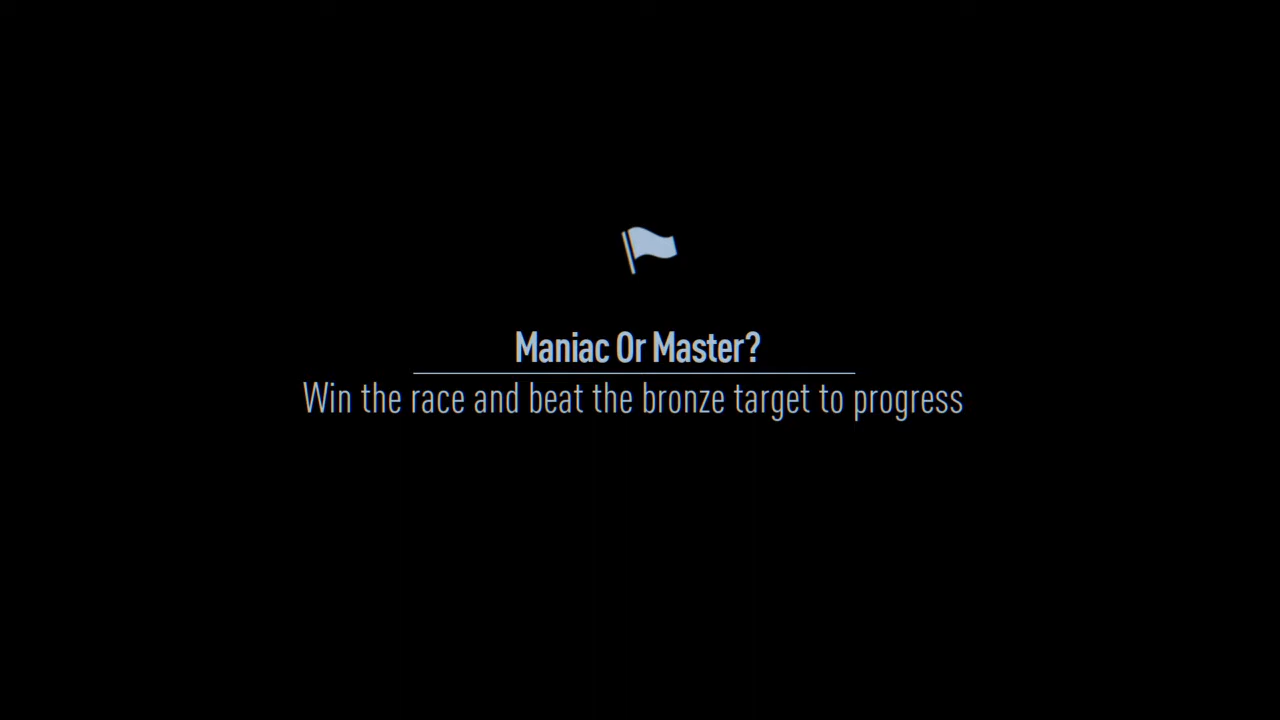 Maniac Or Master?
Win the race and beat the bronze target to progress